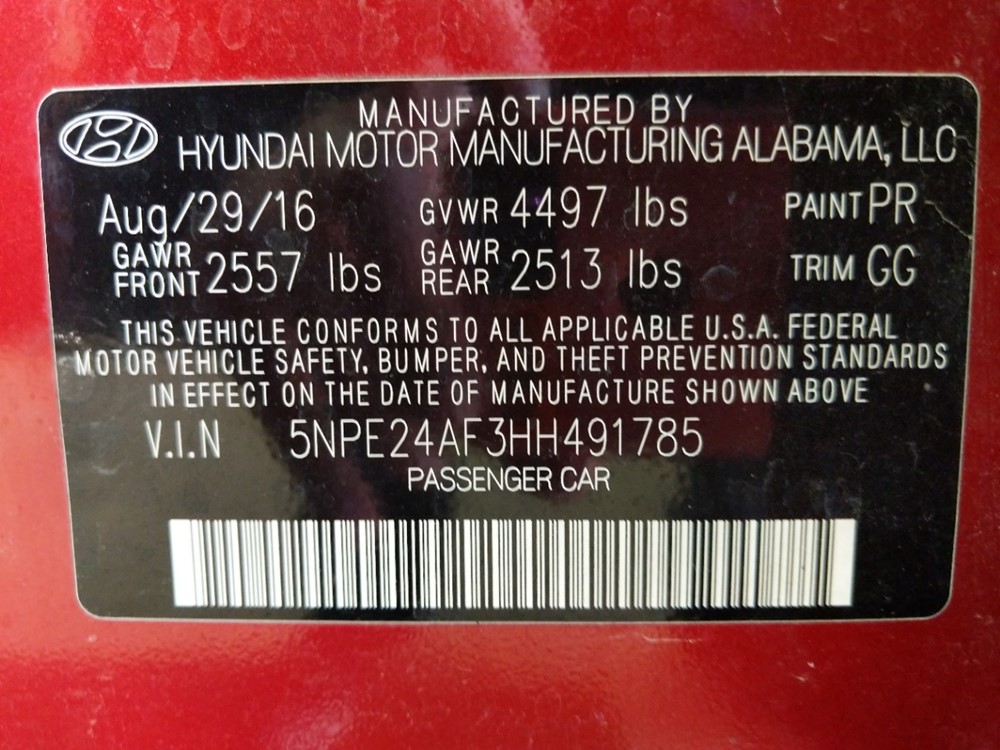 MANUFACTURED BY
HYUNDAI MOTOR MANUFACTURING ALABAMA, LLC
Aug/29/16 GVWR 4497 lbs PAINT PR
GAWR FRONT 2557 lbs GAWR REAR 2513 lbs TRIM GG
THIS VEHICLE CONFORMS TO ALL APPLICABLE U.S.A. FEDERAL
MOTOR VEHICLE SAFETY, BUMPER, AND THEFT PREVENTION STANDARDS
IN EFFECT ON THE DATE OF MANUFACTURE SHOWN ABOVE
V.I.N 5NPE24AF3HH491785
PASSENGER CAR